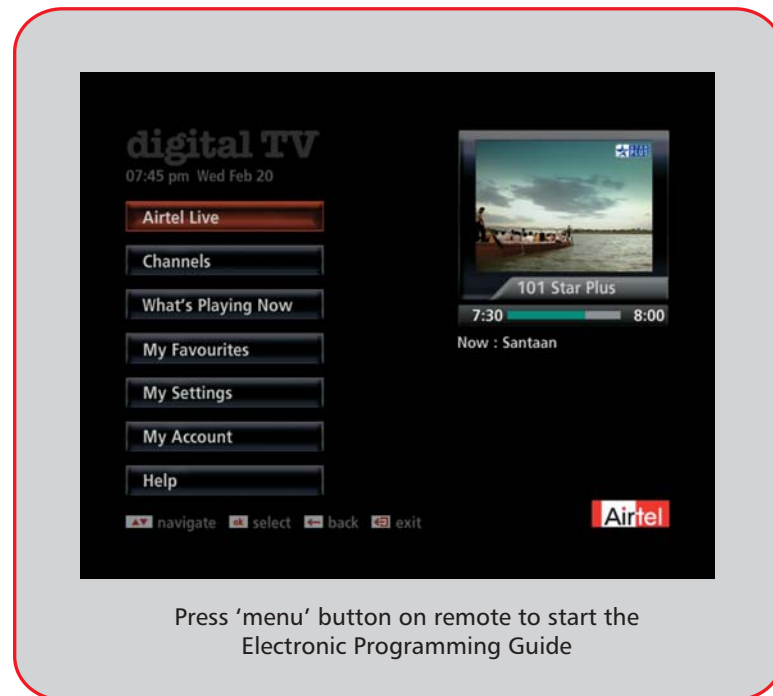 digital TV
07:45 pm Wed Feb 20
Airtel Live
Channels
What's Playing Now
My Favourites
My Settings
My Account
Help
101 Star Plus
7:30 8:00
Now : Santaan
ok navigate select back exit
Airtel
Press ‘menu’ button on remote to start the
Electronic Programming Guide